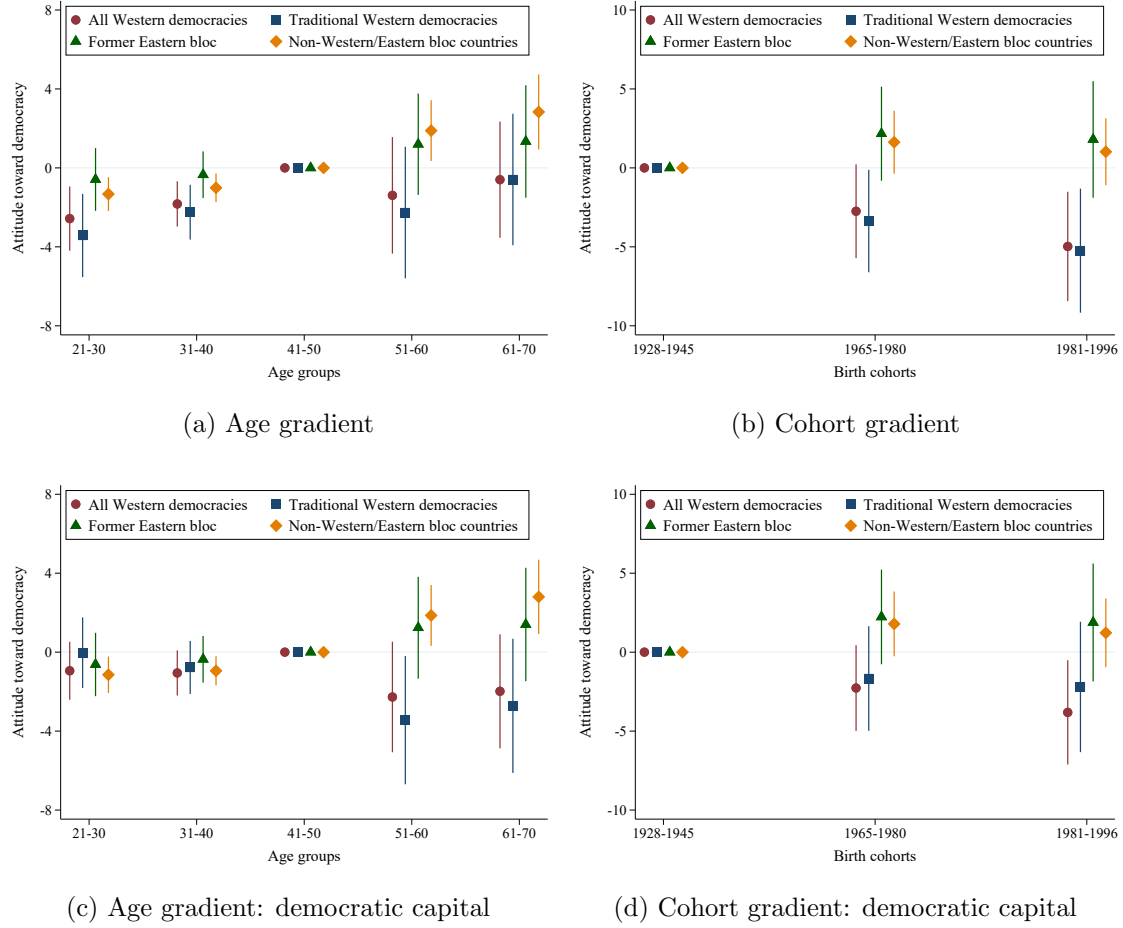 8
4
0
-4
-8
Attitude toward democracy
All Western democracies
Traditional Western democracies
Former Eastern bloc
Non-Western/Eastern bloc countries
21-30
31-40
41-50
51-60
61-70
Age groups
(a) Age gradient
10
5
0
-5
-10
Attitude toward democracy
All Western democracies
Traditional Western democracies
Former Eastern bloc
Non-Western/Eastern bloc countries
1928-1945
1965-1980
1981-1996
Birth cohorts
(b) Cohort gradient
8
4
0
-4
-8
Attitude toward democracy
All Western democracies
Traditional Western democracies
Former Eastern bloc
Non-Western/Eastern bloc countries
21-30
31-40
41-50
51-60
61-70
Age groups
(c) Age gradient: democratic capital
10
5
0
-5
-10
Attitude toward democracy
All Western democracies
Traditional Western democracies
Former Eastern bloc
Non-Western/Eastern bloc countries
1928-1945
1965-1980
1981-1996
Birth cohorts
(d) Cohort gradient: democratic capital